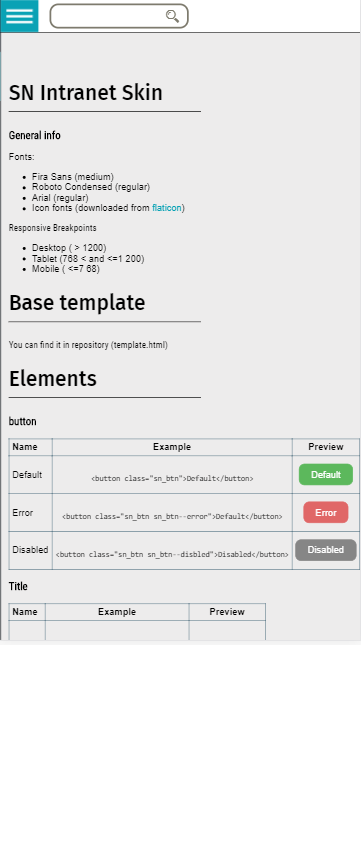 SN Intranet Skin
General info
Fonts:
Fira Sans (medium)
Roboto Condensed (regular)
Arial (regular)
Icon fonts (downloaded from flaticon)
Responsive Breakpoints
Desktop ( > 1200)
Tablet (768 < and <=1 200)
Mobile ( <=7 68)
Base template
You can find it in repository (template.html)
Elements
button
Name Example Preview
Default <button class="sn_btn">Default</button> Default
Error <button class="sn_btn sn_btn--error">Default</button> Error
Disabled <button class="sn_btn sn_btn--disbled">Disabled</button> Disabled
Title
Name Example Preview